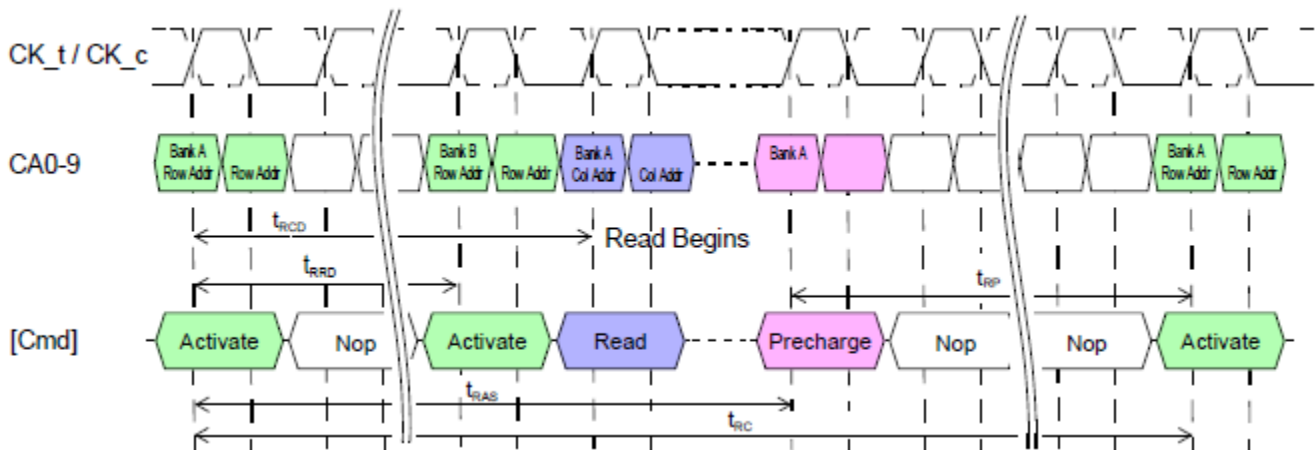 CK_t / CK_c
CA0-9
Bank A
Row Addr
Row Addr
Bank B
Row Addr
Row Addr
Bank A
Col Addr
Col Addr
Bank A
Bank A
Row Addr
Row Addr
tRCD
Read Begins
tRRD
tRP
[Cmd]
Activate
Nop
Activate
Read
Precharge
Nop
Nop
Activate
tRAS
tRC